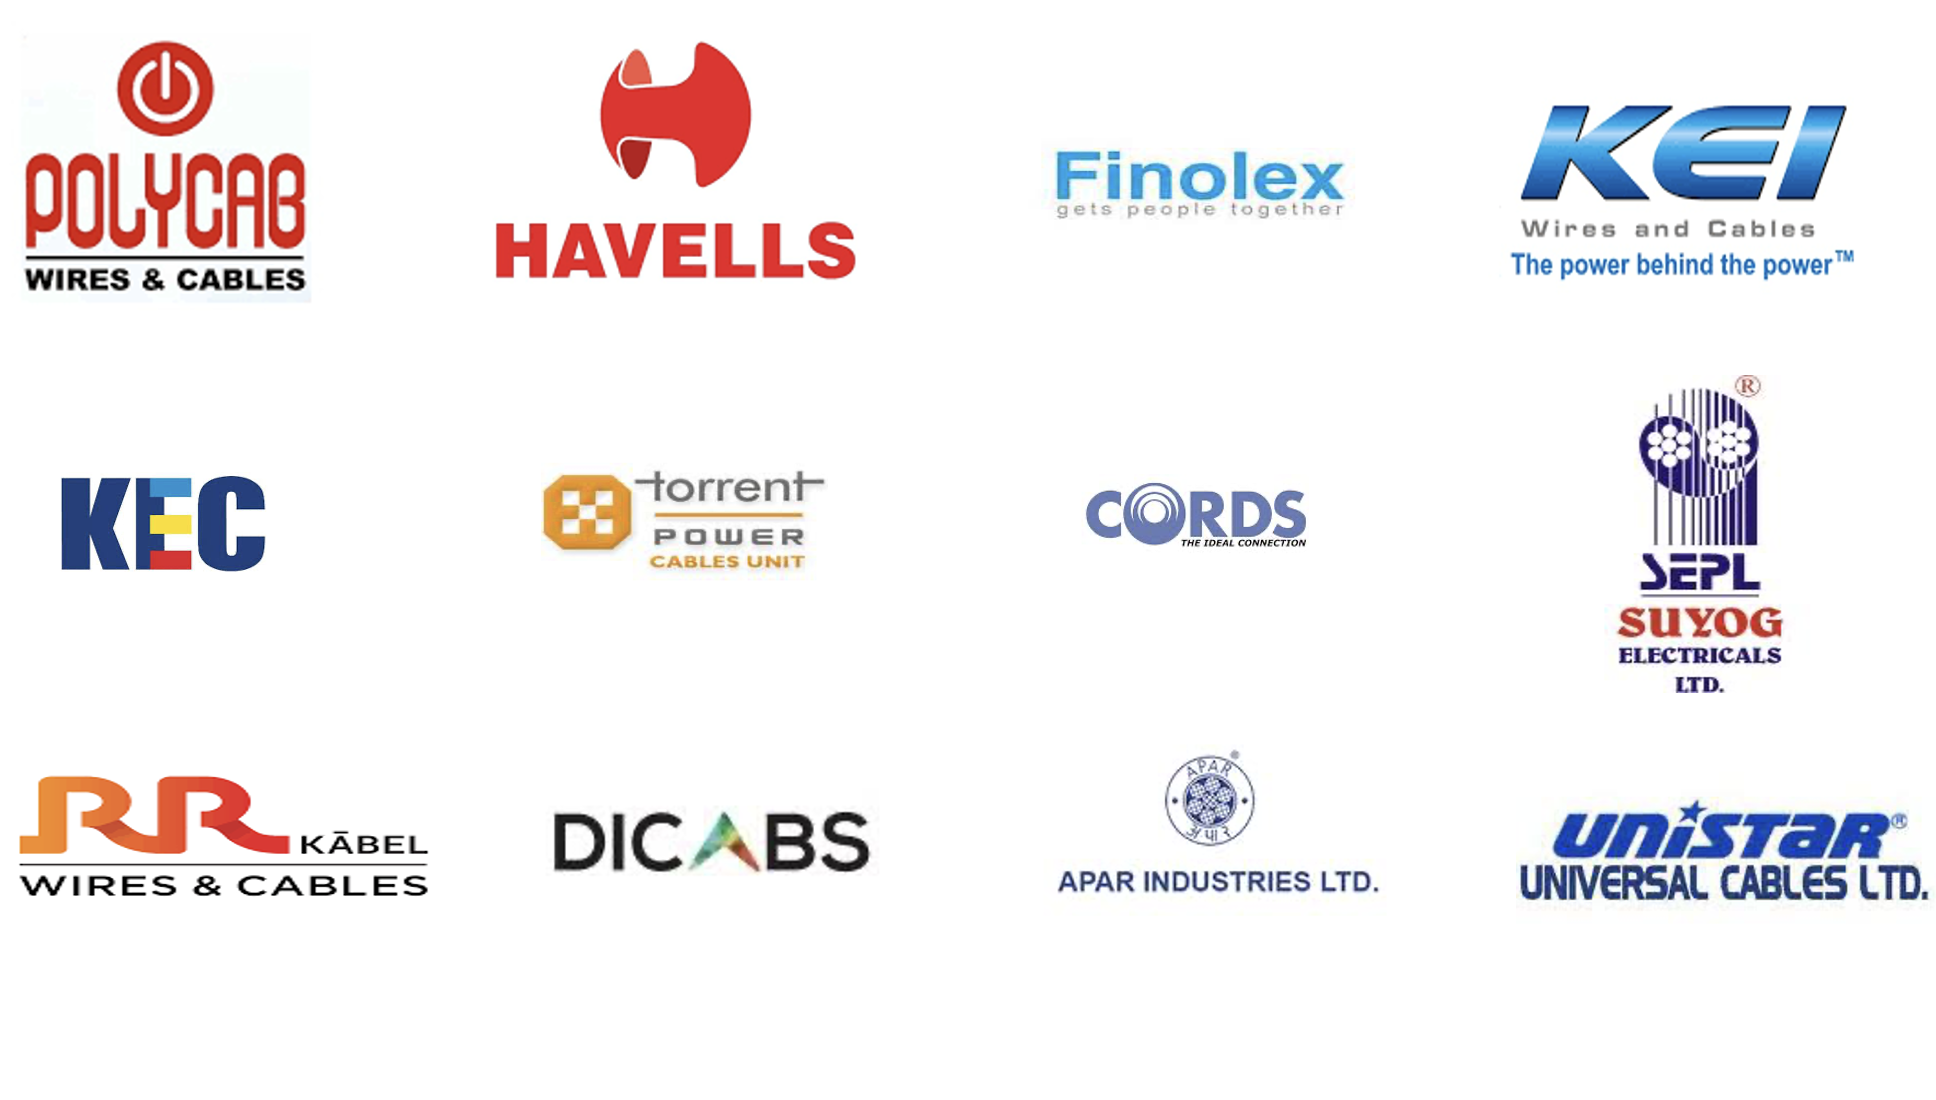 POLYCAB
WIRES & CABLES
HAVELLS
Finolex
gets people together
KEI
Wires and Cables
The power behind the power™
KEC
torrent
POWER
CABLES UNIT
CORDS
THE IDEAL CONNECTION
®
SEPL
SUYOG
ELECTRICALS
LTD.
RR KĀBEL
WIRES & CABLES
DICABS
®
APAR
अपार
APAR INDUSTRIES LTD.
UNISTAR®
UNIVERSAL CABLES LTD.